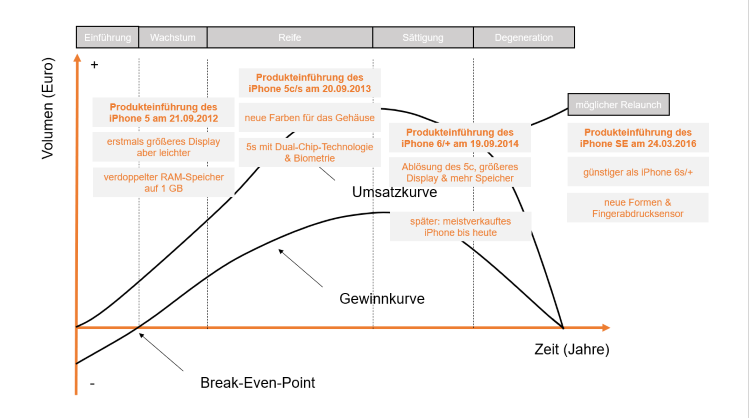 Einführung
Wachstum
Reife
Sättigung
Degeneration
Volumen (Euro)
+
Produkteinführung des
iPhone 5 am 21.09.2012
erstmals größeres Display
aber leichter
verdoppelter RAM-Speicher
auf 1 GB
Produkteinführung des
iPhone 5c/s am 20.09.2013
neue Farben für das Gehäuse
5s mit Dual-Chip-Technologie
& Biometrie
Produkteinführung des
iPhone 6/+ am 19.09.2014
Ablösung des 5c, größeres
Display & mehr Speicher
später: meistverkauftes
iPhone bis heute
möglicher Relaunch
Produkteinführung des
iPhone SE am 24.03.2016
günstiger als iPhone 6s/+
neue Formen &
Fingerabdrucksensor
Umsatzkurve
Gewinnkurve
Zeit (Jahre)
-
Break-Even-Point